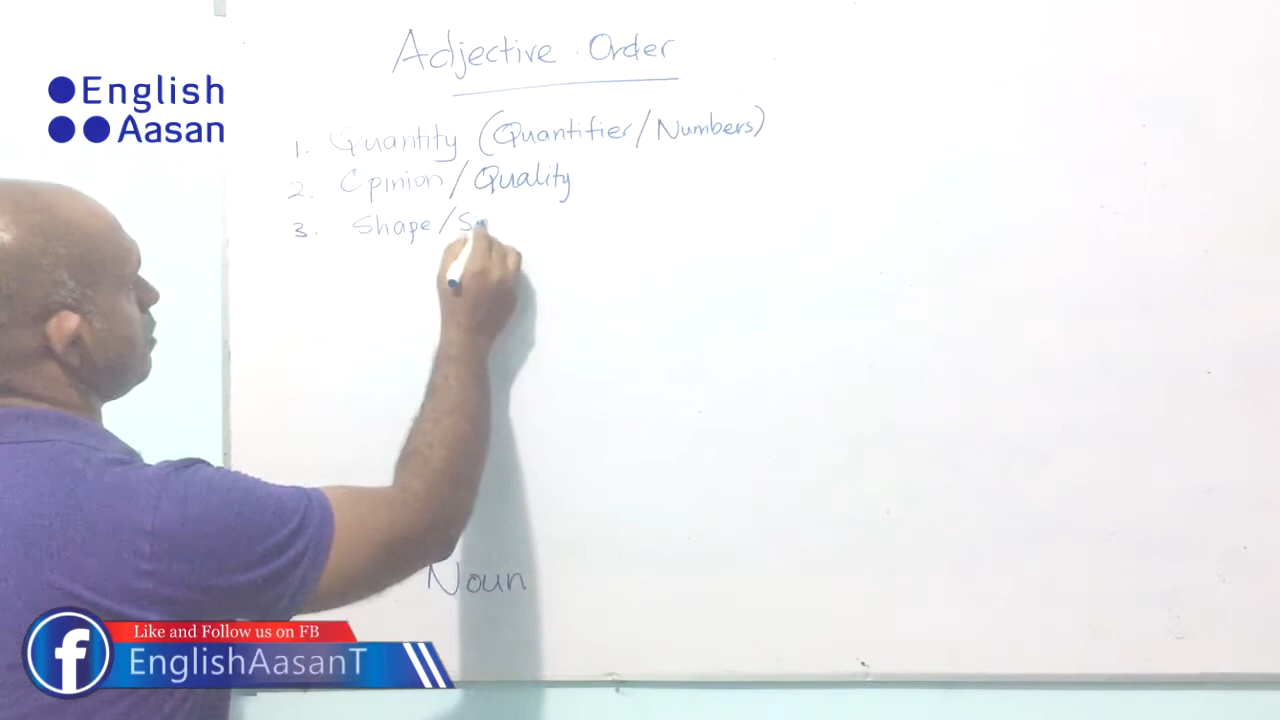 Adjective Order
English
Aasan
1. Quantity (Quantifier/Numbers)
2. Opinion/Quality
3. Shape/S
Noun
Like and Follow us on FB
EnglishAasanT